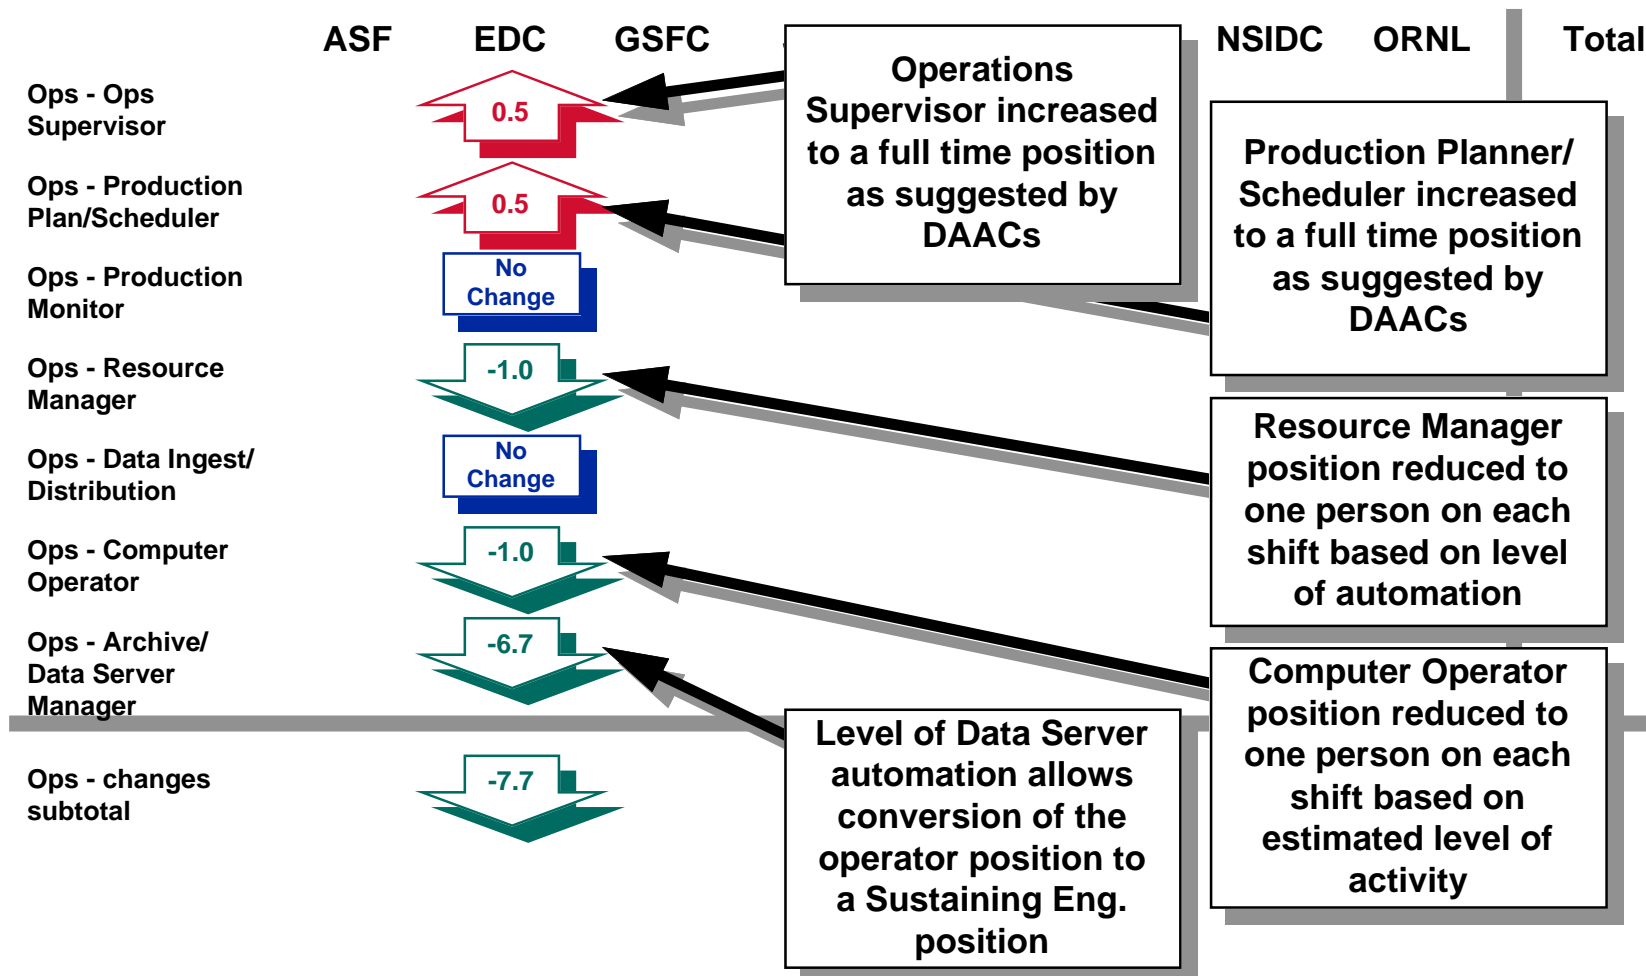 ASF EDC GSFC NSIDC ORNL Total
Ops - Ops
Supervisor
0.5
Ops - Production
Plan/Scheduler
0.5
Ops - Production
Monitor
No
Change
Ops - Resource
Manager
-1.0
Ops - Data Ingest/
Distribution
No
Change
Ops - Computer
Operator
-1.0
Ops - Archive/
Data Server
Manager
-6.7
Ops - changes
subtotal
-7.7
Operations
Supervisor increased
to a full time position
as suggested by
DAACs
Production Planner/
Scheduler increased
to a full time position
as suggested by
DAACs
Resource Manager
position reduced to
one person on each
shift based on level
of automation
Computer Operator
position reduced to
one person on each
shift based on
estimated level of
activity
Level of Data Server
automation allows
conversion of the
operator position to
a Sustaining Eng.
position